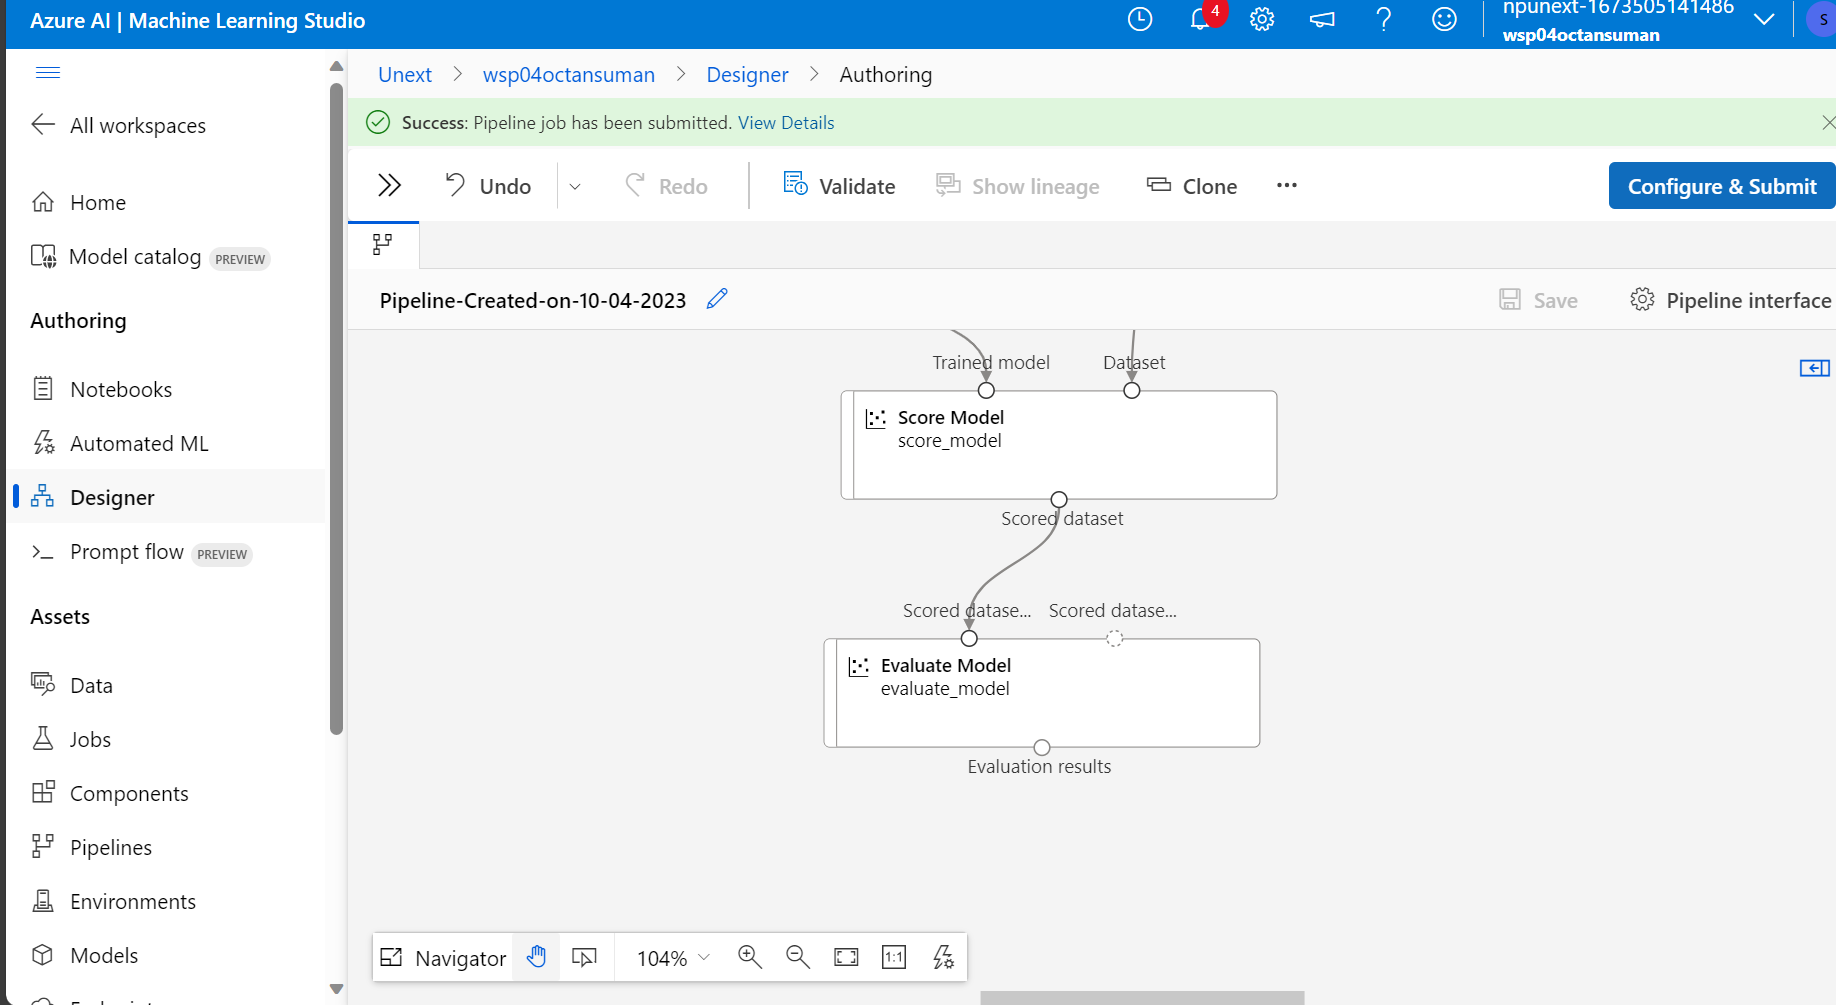 Azure AI | Machine Learning Studio
4
npunext-1673505141486
wsp04octansuman
S
All workspaces
Home
Model catalog PREVIEW
Authoring
Notebooks
Automated ML
Designer
Prompt flow PREVIEW
Assets
Data
Jobs
Components
Pipelines
Environments
Models
Unext > wsp04octansuman > Designer > Authoring
Success: Pipeline job has been submitted. View Details
Undo
Redo
Validate
Show lineage
Clone
Configure & Submit
Pipeline-Created-on-10-04-2023
Save
Pipeline interface
Trained model
Dataset
Score Model
score_model
Scored dataset
Scored datase...
Scored datase...
Evaluate Model
evaluate_model
Evaluation results
Navigator
104%
1:1